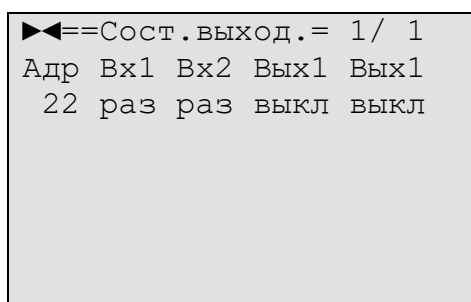 ►◄==Сост.выход.= 1/ 1
Адр Вх1 Вх2 Вых1 Вых1
22 раз раз выкл выкл